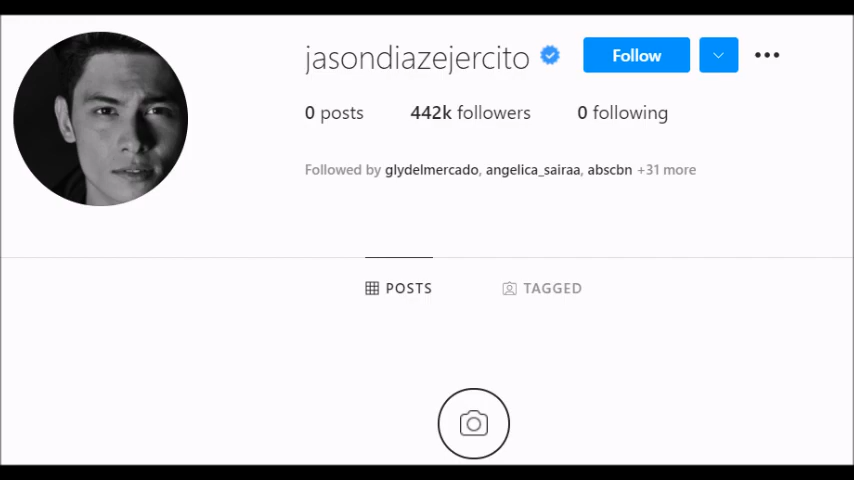 jasondiazejercito Follow
0 posts 442k followers 0 following
Followed by glydelmercado, angelica_sairaa, abscbn +31 more
POSTS TAGGED